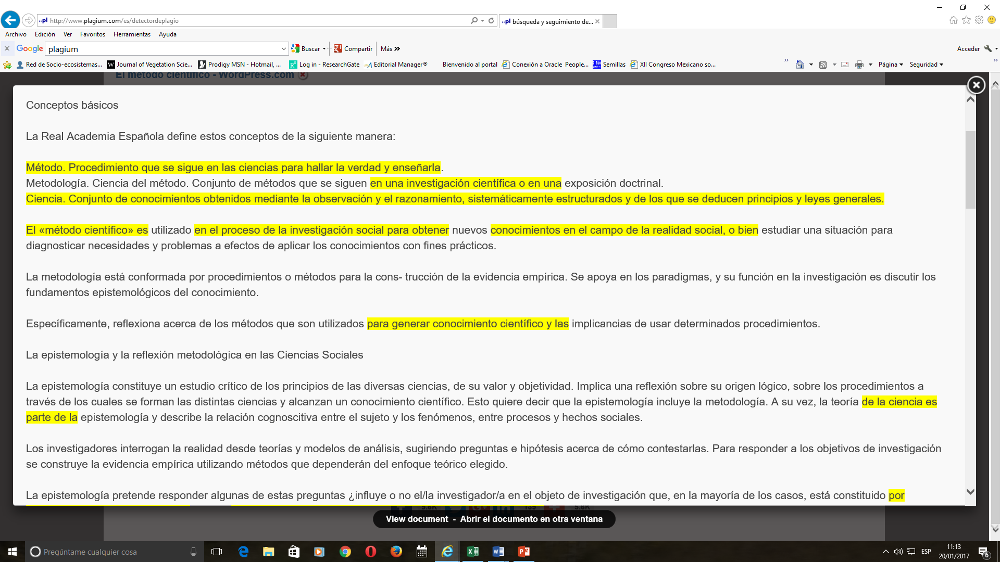 ::pl http://www.plagium.com/es/detectordeplagio
::pl búsqueda y seguimiento de...
Archivo Edición Ver Favoritos Herramientas Ayuda
x Google plagium Buscar Compartir Más » Acceder
Red de Socio-ecosistemas... W Journal of Vegetation Scie... Prodigy MSN - Hotmail, ... Log in - ResearchGate Editorial Manager® Bienvenido al portal Conexión a Oracle People... Semillas XII Congreso Mexicano so... » Página Seguridad »
El método científico - WordPress.com
Conceptos básicos
La Real Academia Española define estos conceptos de la siguiente manera:
Método. Procedimiento que se sigue en las ciencias para hallar la verdad y enseñarla.
Metodología. Ciencia del método. Conjunto de métodos que se siguen en una investigación científica o en una exposición doctrinal.
Ciencia. Conjunto de conocimientos obtenidos mediante la observación y el razonamiento, sistemáticamente estructurados y de los que se deducen principios y leyes generales.
El «método científico» es utilizado en el proceso de la investigación social para obtener nuevos conocimientos en el campo de la realidad social, o bien estudiar una situación para
diagnosticar necesidades y problemas a efectos de aplicar los conocimientos con fines prácticos.
La metodología está conformada por procedimientos o métodos para la cons- trucción de la evidencia empírica. Se apoya en los paradigmas, y su función en la investigación es discutir los
fundamentos epistemológicos del conocimiento.
Específicamente, reflexiona acerca de los métodos que son utilizados para generar conocimiento científico y las implicancias de usar determinados procedimientos.
La epistemología y la reflexión metodológica en las Ciencias Sociales
La epistemología constituye un estudio crítico de los principios de las diversas ciencias, de su valor y objetividad. Implica una reflexión sobre su origen lógico, sobre los procedimientos a
través de los cuales se forman las distintas ciencias y alcanzan un conocimiento científico. Esto quiere decir que la epistemología incluye la metodología. A su vez, la teoría de la ciencia es
parte de la epistemología y describe la relación cognoscitiva entre el sujeto y los fenómenos, entre procesos y hechos sociales.
Los investigadores interrogan la realidad desde teorías y modelos de análisis, sugiriendo preguntas e hipótesis acerca de cómo contestarlas. Para responder a los objetivos de investigación
se construye la evidencia empírica utilizando métodos que dependerán del enfoque teórico elegido.
La epistemología pretende responder algunas de estas preguntas ¿influye o no el/la investigador/a en el objeto de investigación que, en la mayoría de los casos, está constituido por
9.6K 139 5.6K
View document - Abrir el documento en otra ventana
Pregúntame cualquier cosa
ESP
11:13
20/01/2017
6